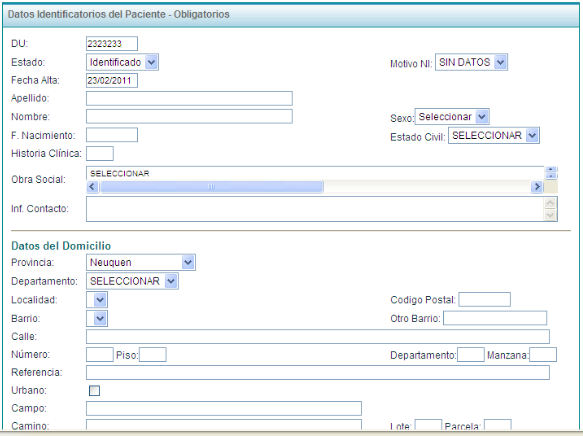 Datos Identificatorios del Paciente - Obligatorios
DU: 2323233
Estado: Identificado Motivo NI: SIN DATOS
Fecha Alta: 23/02/2011
Apellido:
Nombre: Sexo: Seleccionar
F. Nacimiento: Estado Civil: SELECCIONAR
Historia Clínica:
Obra Social: SELECCIONAR
Inf. Contacto:
Datos del Domicilio
Provincia: Neuquen
Departamento: SELECCIONAR
Localidad: Codigo Postal:
Barrio: Otro Barrio:
Calle:
Número: Piso: Departamento: Manzana:
Referencia:
Urbano:
Campo:
Camino: Lote: Parcela: